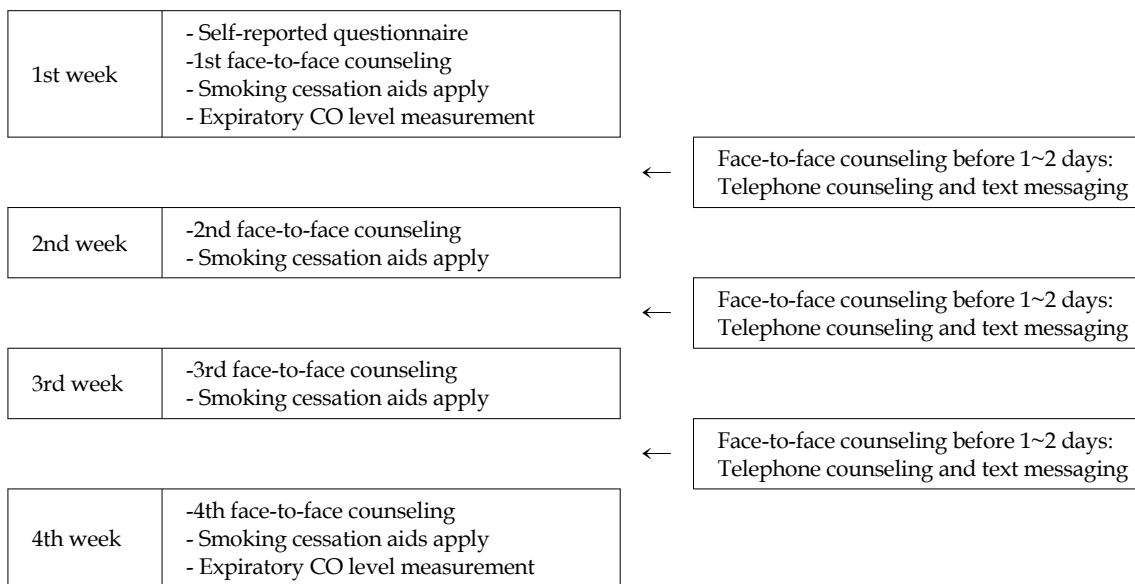 1st week
- Self-reported questionnaire
-1st face-to-face counseling
- Smoking cessation aids apply
- Expiratory CO level measurement
←
Face-to-face counseling before 1~2 days:
Telephone counseling and text messaging
2nd week
-2nd face-to-face counseling
- Smoking cessation aids apply
←
Face-to-face counseling before 1~2 days:
Telephone counseling and text messaging
3rd week
-3rd face-to-face counseling
- Smoking cessation aids apply
←
Face-to-face counseling before 1~2 days:
Telephone counseling and text messaging
4th week
-4th face-to-face counseling
- Smoking cessation aids apply
- Expiratory CO level measurement